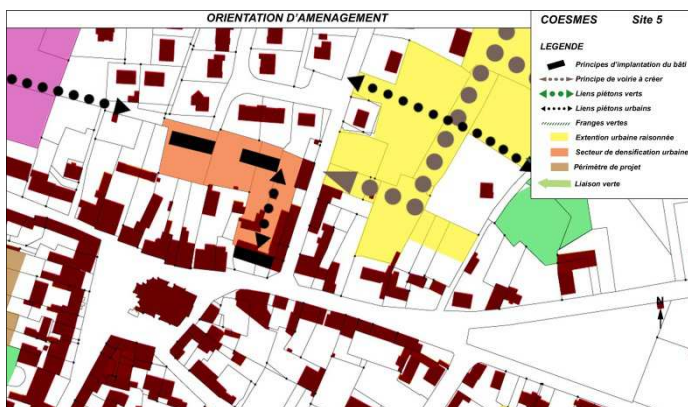 ORIENTATION D'AMENAGEMENT
COESMES Site 5
LEGENDE
Principes d'implantation du bâti
Principe de voirie à créer
Liens piétons verts
Liens piétons urbains
Franges vertes
Extention urbaine raisonnée
Secteur de densification urbaine
Périmètre de projet
Liaison verte
N